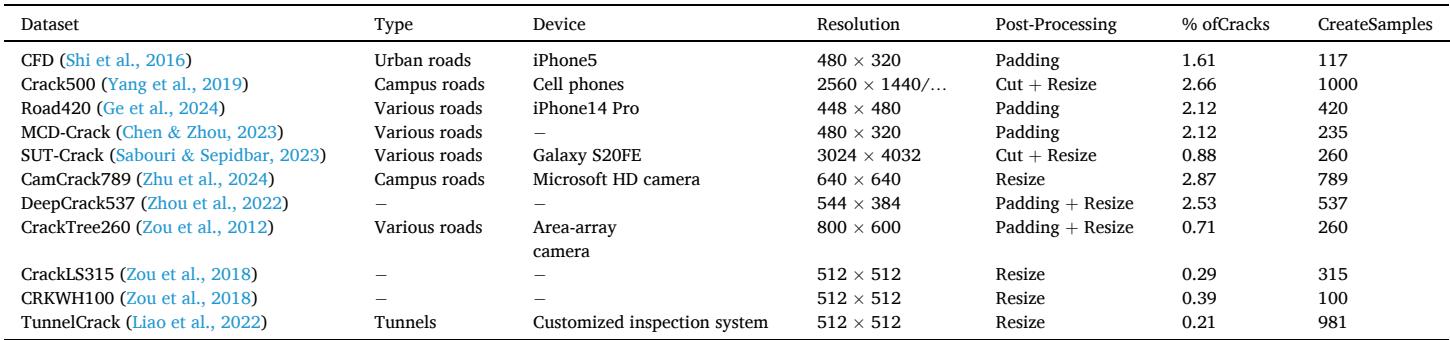 Dataset Type Device Resolution Post-Processing % ofCracks CreateSamples
CFD (Shi et al., 2016) Urban roads iPhone5 480 × 320 Padding 1.61 117
Crack500 (Yang et al., 2019) Campus roads Cell phones 2560 × 1440/… Cut + Resize 2.66 1000
Road420 (Ge et al., 2024) Various roads iPhone14 Pro 448 × 480 Padding 2.12 420
MCD-Crack (Chen & Zhou, 2023) Various roads – 480 × 320 Padding 2.12 235
SUT-Crack (Sabouri & Sepidbar, 2023) Various roads Galaxy S20FE 3024 × 4032 Cut + Resize 0.88 260
CamCrack789 (Zhu et al., 2024) Campus roads Microsoft HD camera 640 × 640 Resize 2.87 789
DeepCrack537 (Zhou et al., 2022) – – 544 × 384 Padding + Resize 2.53 537
CrackTree260 (Zou et al., 2012) Various roads Area-array 800 × 600 Padding + Resize 0.71 260
camera
CrackLS315 (Zou et al., 2018) – – 512 × 512 Resize 0.29 315
CRKWH100 (Zou et al., 2018) – – 512 × 512 Resize 0.39 100
TunnelCrack (Liao et al., 2022) Tunnels Customized inspection system 512 × 512 Resize 0.21 981